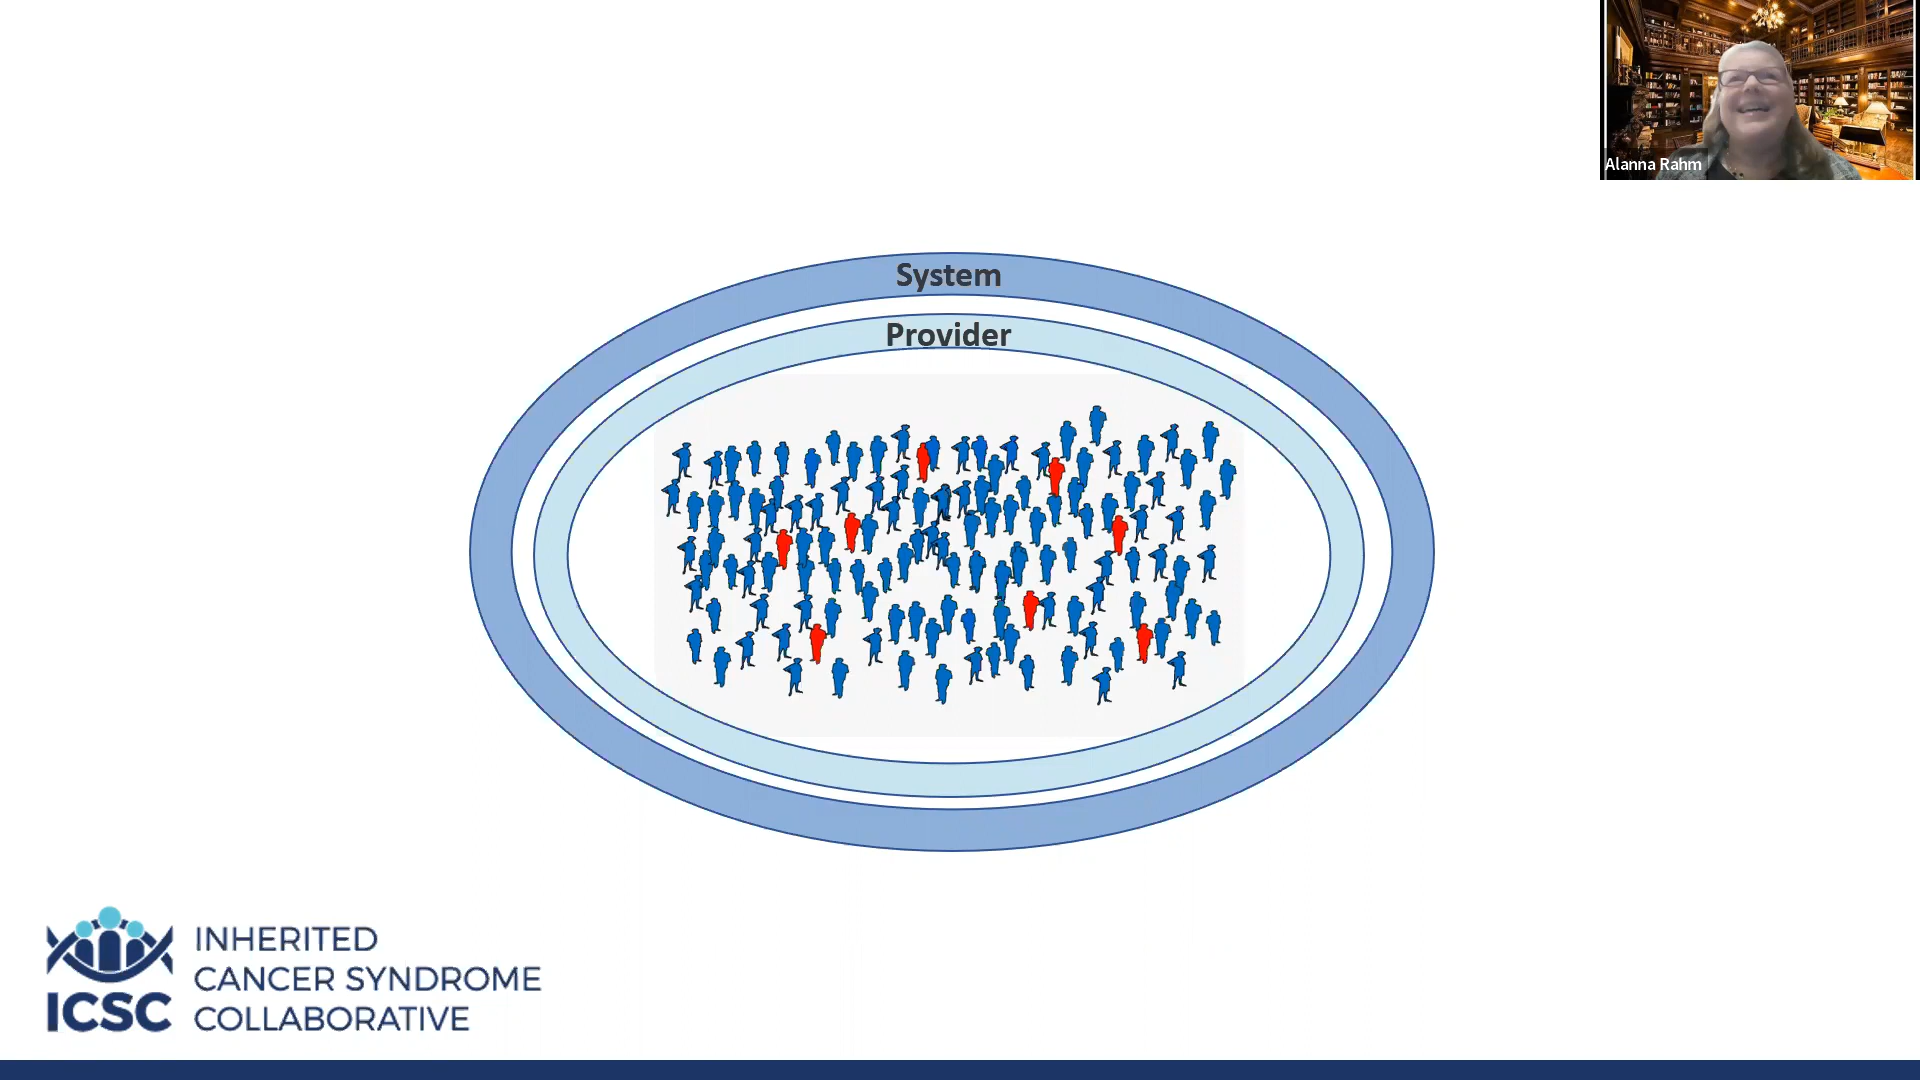 Alanna Rahm
System
Provider
INHERITED
CANCER SYNDROME
COLLABORATIVE
ICSC